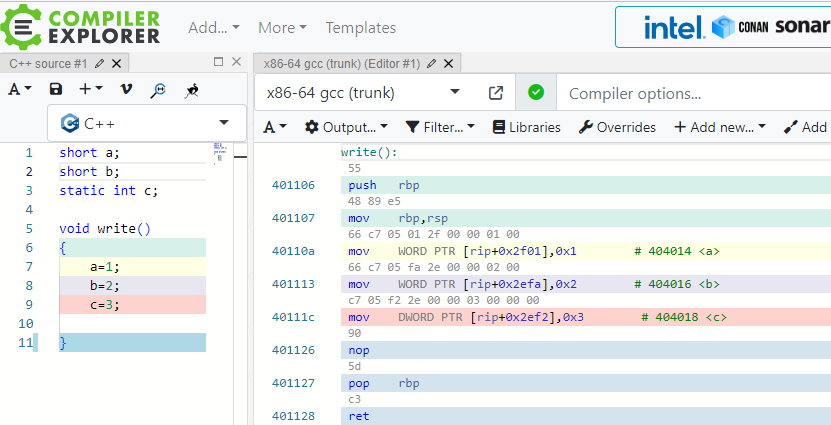 COMPILER
EXPLORER
Add...
More
Templates
intel.
CONAN
sonar
C++ source #1
A
C++
1 short a;
2 short b;
3 static int c;
4
5 void write()
6 {
7 a=1;
8 b=2;
9 c=3;
10
11 }
x86-64 gcc (trunk) (Editor #1)
x86-64 gcc (trunk)
Compiler options...
A
Output...
Filter...
Libraries
Overrides
+ Add new...
Add
write():
55
401106 push rbp
48 89 e5
401107 mov rbp,rsp
66 c7 05 01 2f 00 00 01 00
40110a mov WORD PTR [rip+0x2f01],0x1 # 404014 <a>
66 c7 05 fa 2e 00 00 02 00
401113 mov WORD PTR [rip+0x2efa],0x2 # 404016 <b>
c7 05 f2 2e 00 00 03 00 00 00
40111c mov DWORD PTR [rip+0x2ef2],0x3 # 404018 <c>
90
401126 nop
5d
401127 pop rbp
c3
401128 ret